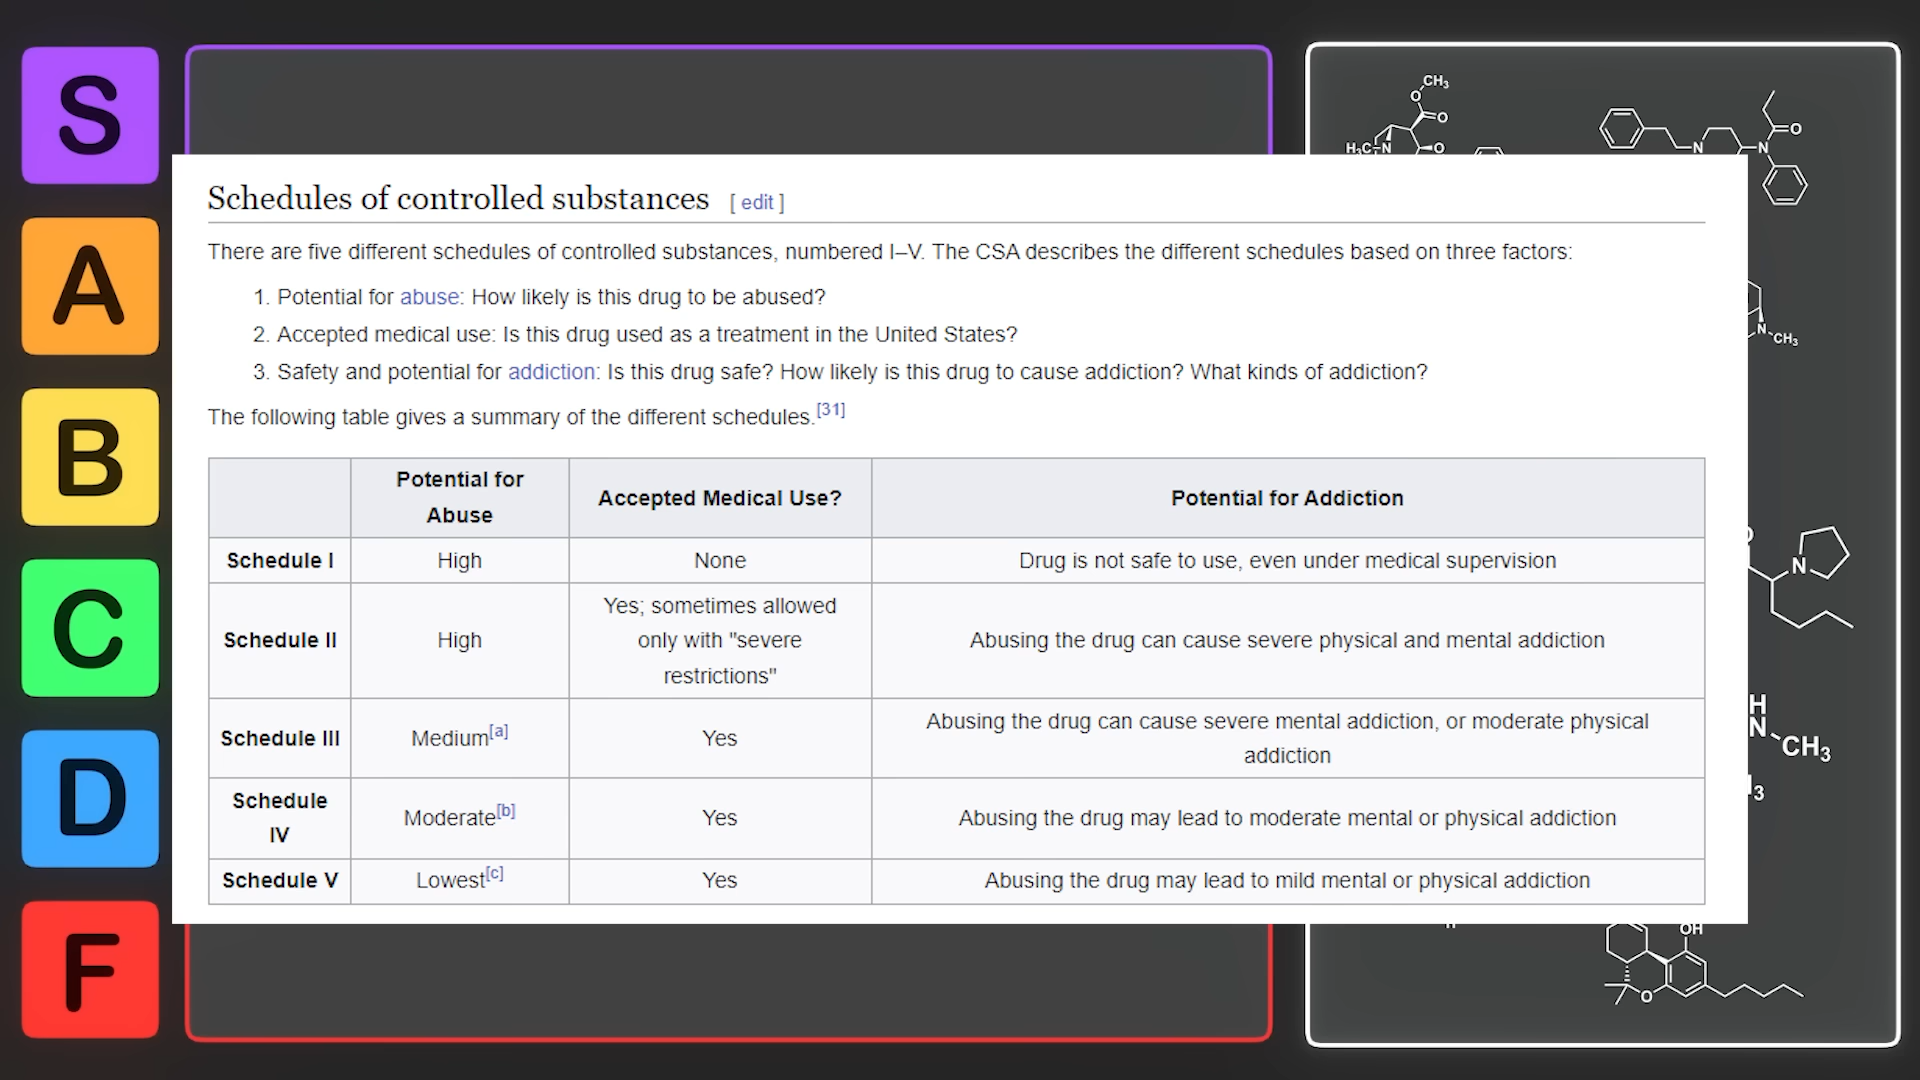 S
A
B
C
D
F
CH3
O
O
H3C
N
O
N
N
O
Schedules of controlled substances [ edit ]
There are five different schedules of controlled substances, numbered I–V. The CSA describes the different schedules based on three factors:
1. Potential for abuse: How likely is this drug to be abused?
2. Accepted medical use: Is this drug used as a treatment in the United States?
3. Safety and potential for addiction: Is this drug safe? How likely is this drug to cause addiction? What kinds of addiction?
The following table gives a summary of the different schedules.[31]
Potential for
Abuse
Accepted Medical Use?
Potential for Addiction
Schedule I
High
None
Drug is not safe to use, even under medical supervision
Schedule II
High
Yes; sometimes allowed
only with "severe
restrictions"
Abusing the drug can cause severe physical and mental addiction
Schedule III
Medium[a]
Yes
Abusing the drug can cause severe mental addiction, or moderate physical
addiction
Schedule
IV
Moderate[b]
Yes
Abusing the drug may lead to moderate mental or physical addiction
Schedule V
Lowest[c]
Yes
Abusing the drug may lead to mild mental or physical addiction
N
CH3
N
H
N
CH3
3
OH
O